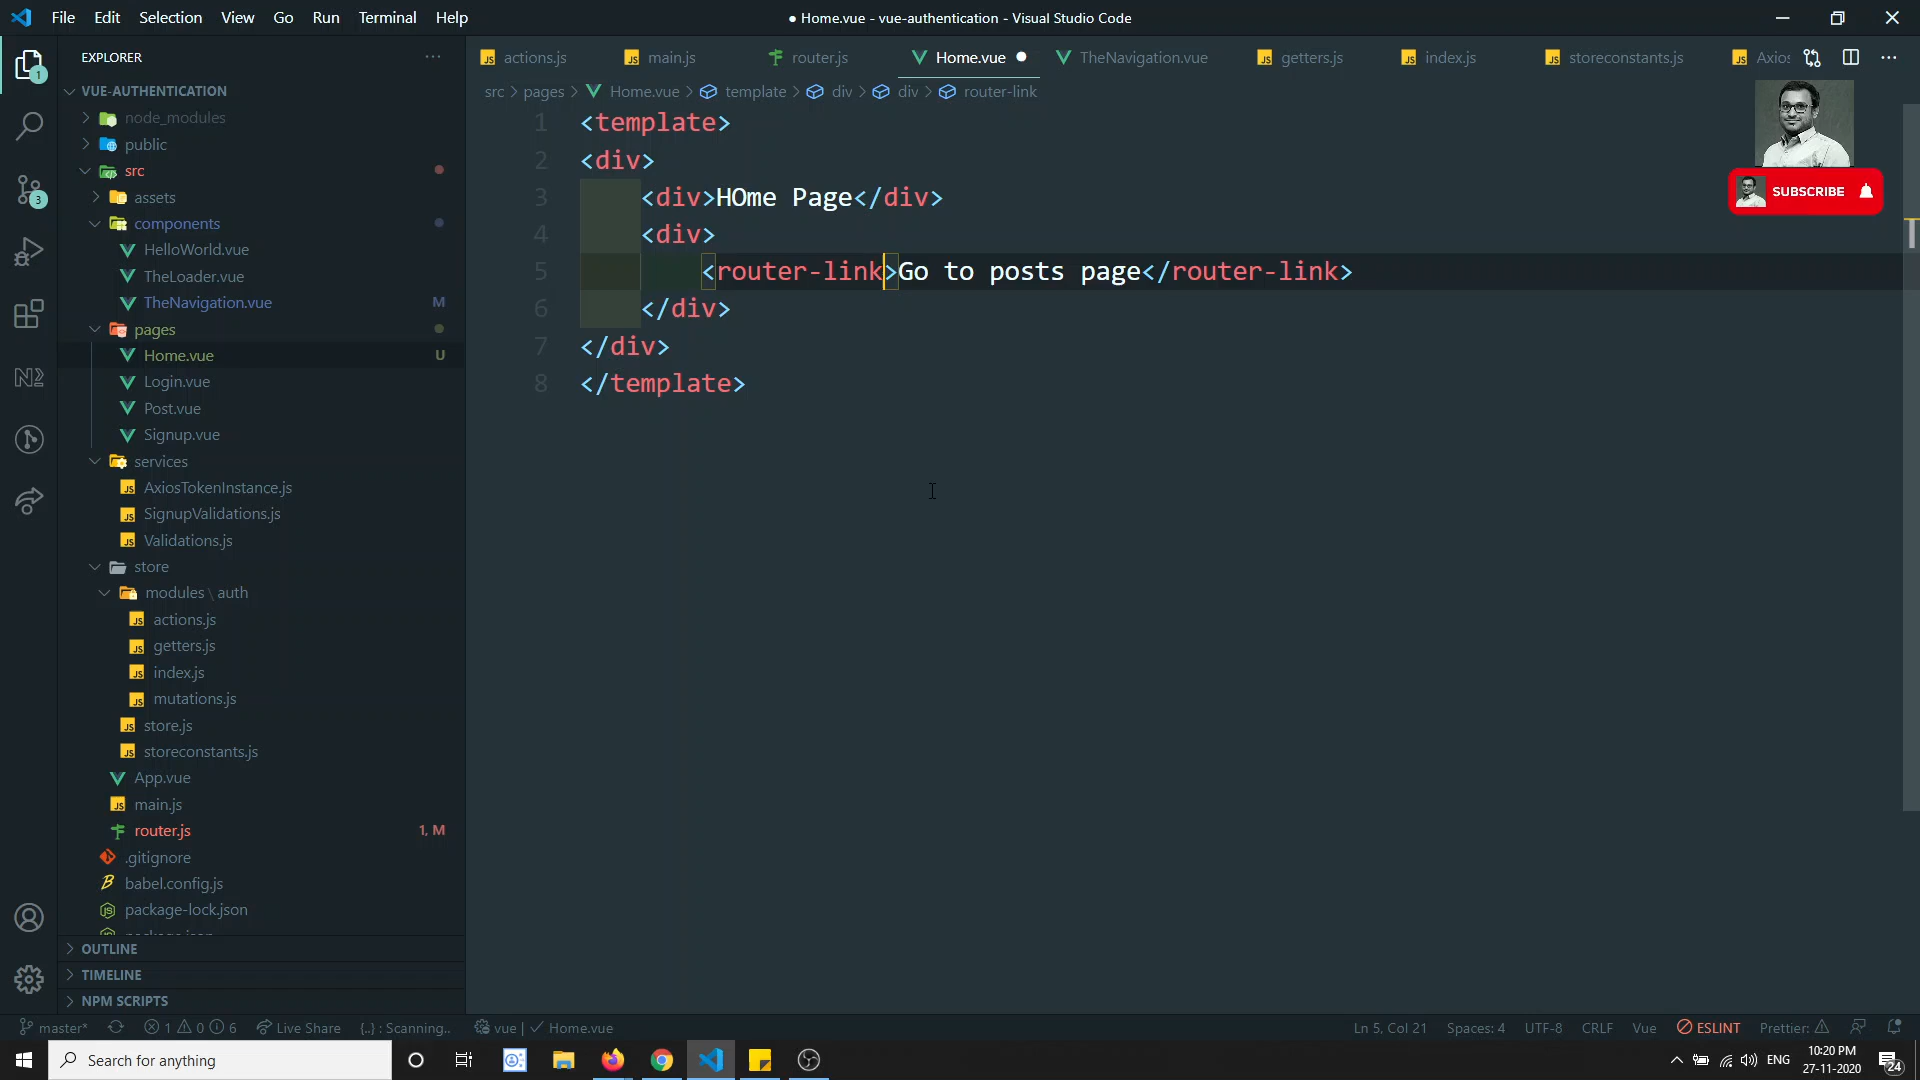 File Edit Selection View Go Run Terminal Help
● Home.vue - vue-authentication - Visual Studio Code
EXPLORER
VUE-AUTHENTICATION
node_modules
public
src
assets
components
HelloWorld.vue
TheLoader.vue
TheNavigation.vue M
pages
Home.vue U
Login.vue
Post.vue
Signup.vue
services
AxiosTokenInstance.js
SignupValidations.js
Validations.js
store
modules \ auth
actions.js
getters.js
index.js
mutations.js
store.js
storeconstants.js
App.vue
main.js
router.js 1, M
.gitignore
babel.config.js
package-lock.json
OUTLINE
TIMELINE
NPM SCRIPTS
actions.js main.js router.js Home.vue TheNavigation.vue getters.js index.js storeconstants.js Axios
src > pages > Home.vue > template > div > div > router-link
1 <template>
2 <div>
3 <div>HOme Page</div>
4 <div>
5 <router-link>Go to posts page</router-link>
6 </div>
7 </div>
8 </template>
SUBSCRIBE
master* 1 0 6 Live Share {..} : Scanning.. vue | Home.vue
Ln 5, Col 21 Spaces: 4 UTF-8 CRLF Vue ESLINT Prettier:
Search for anything
ENG
10:20 PM
27-11-2020
24